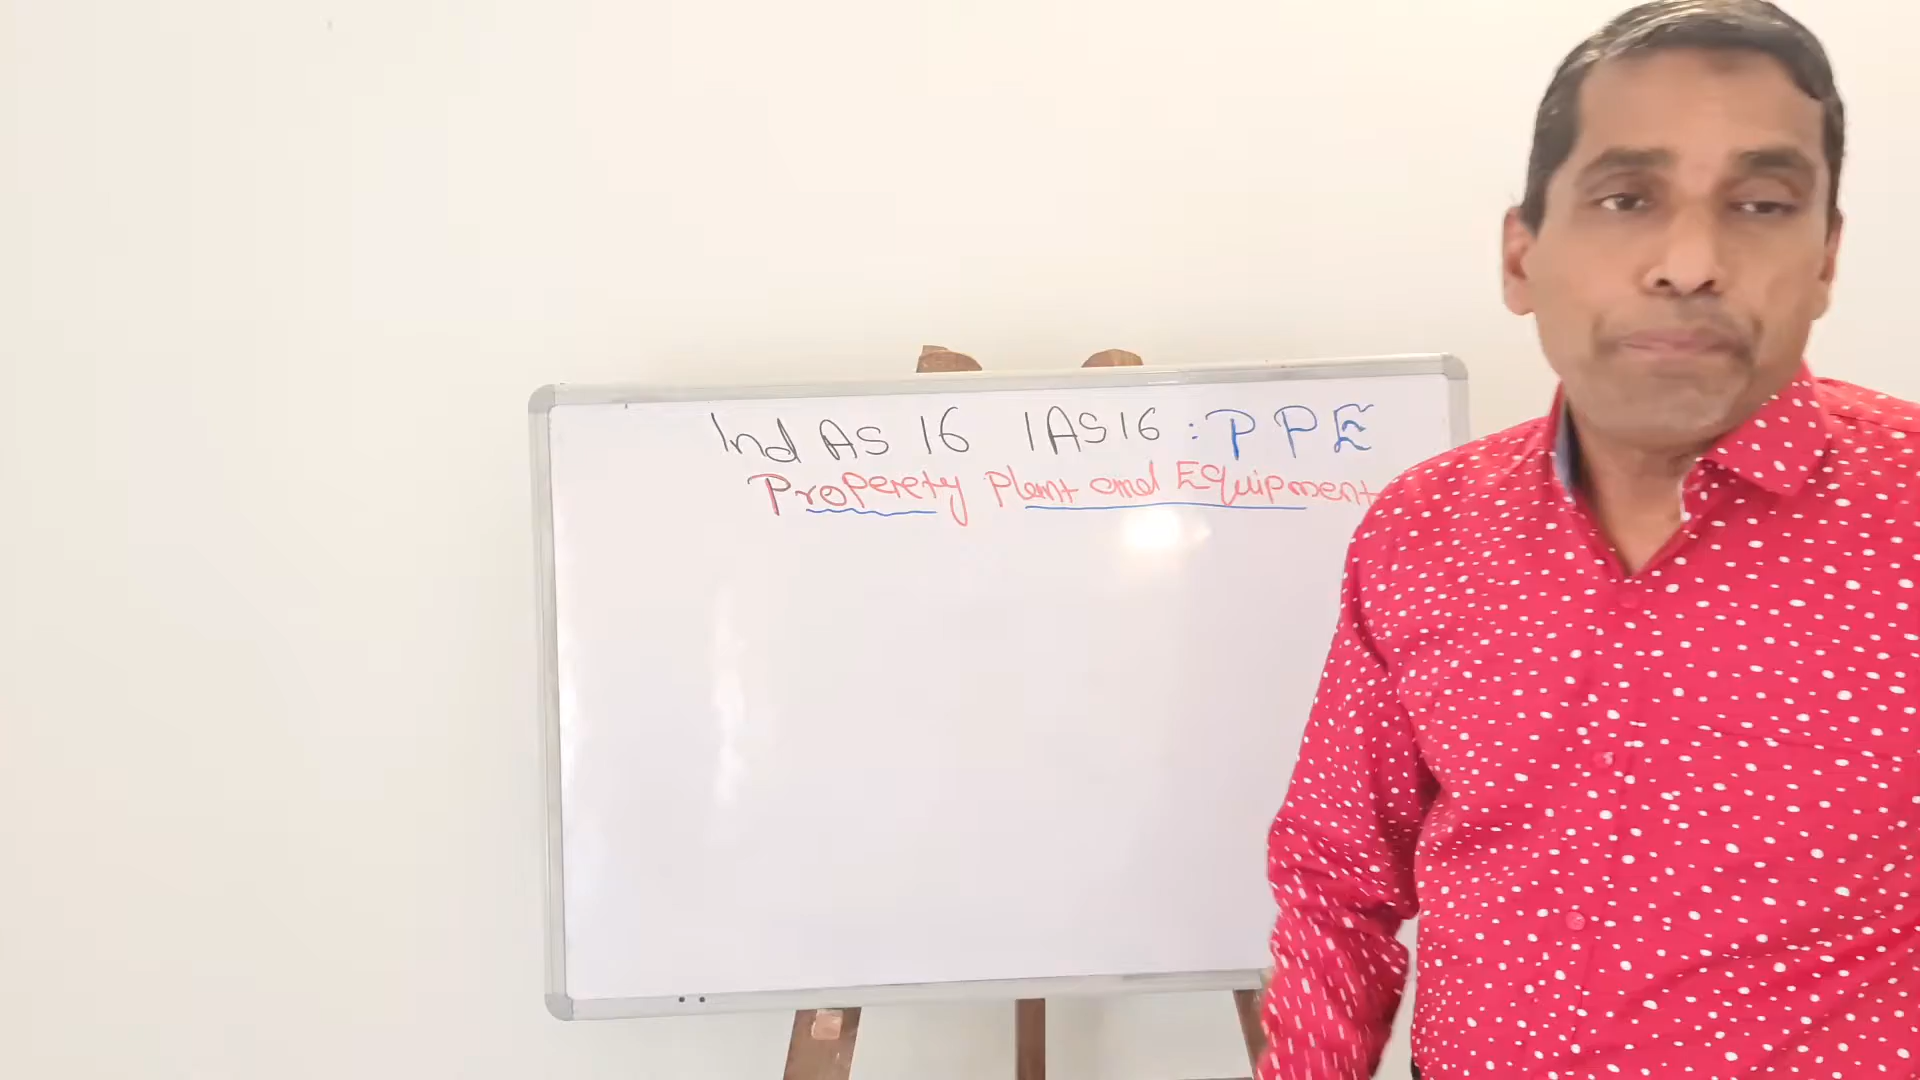 Ind AS 16 IAS16 : PPE
Properety Plant and Equipment